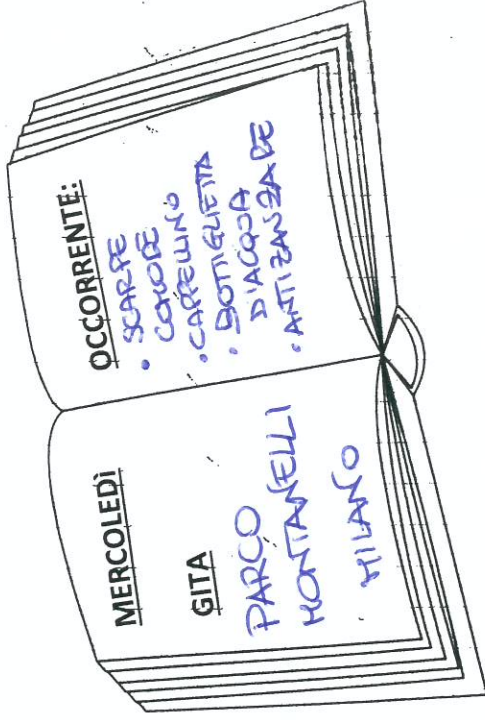 MERCOLEDÌ
GITA
PARCO
MONTANELLI
MILANO
OCCORRENTE:
• SCARPE
COMODE
• CAPPELLINO
• BOTTIGLIETTA
D'ACQUA
• ANTIZANZARE